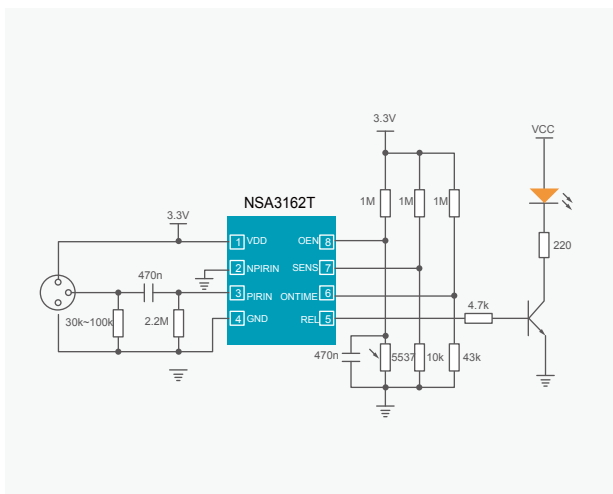 3.3V
VCC
1M
1M
1M
NSA3162T
3.3V
1 VDD
OEN 8
220
2 NPIRIN
SENS 7
470n
3 PIRIN
ONTIME 6
4.7k
30k~100k
2.2M
4 GND
REL 5
470n
5537
10k
43k